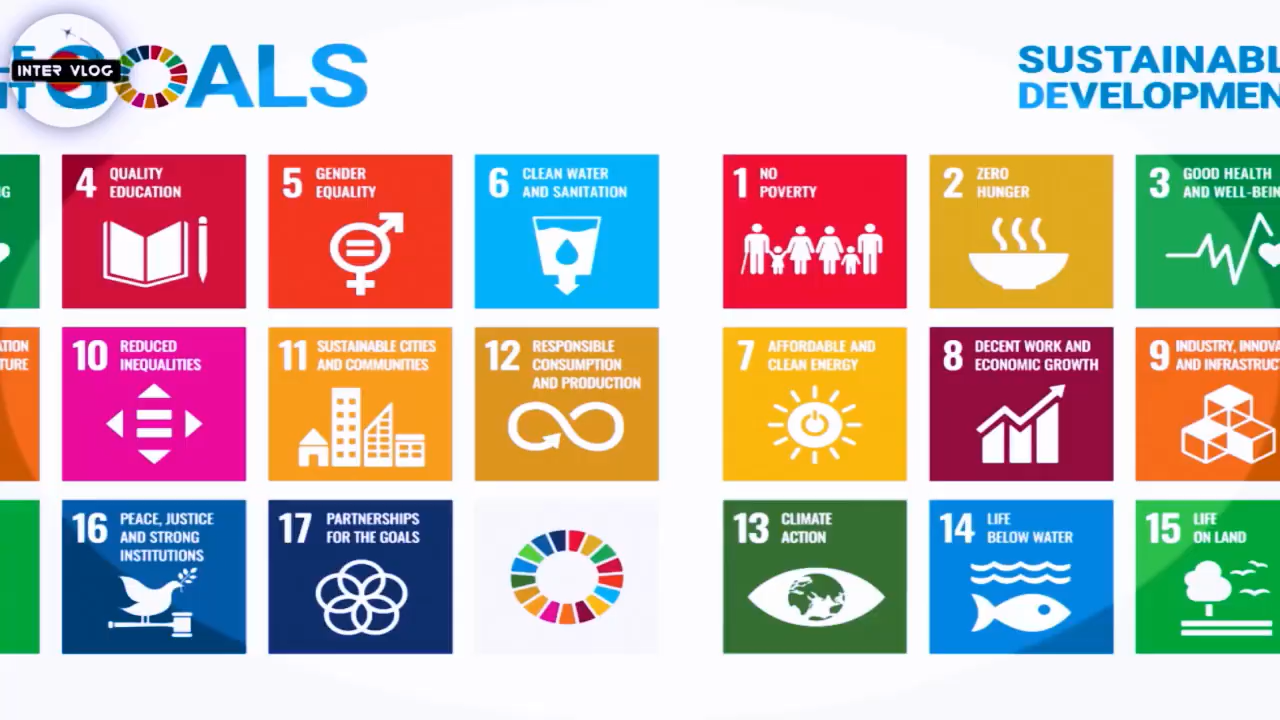 INTER VLOG
GOALS
SUSTAINABL
DEVELOPMEN
4 QUALITY
EDUCATION
5 GENDER
EQUALITY
6 CLEAN WATER
AND SANITATION
1 NO
POVERTY
2 ZERO
HUNGER
3 GOOD HEALTH
AND WELL-BEIN
10 REDUCED
INEQUALITIES
11 SUSTAINABLE CITIES
AND COMMUNITIES
12 RESPONSIBLE
CONSUMPTION
AND PRODUCTION
7 AFFORDABLE AND
CLEAN ENERGY
8 DECENT WORK AND
ECONOMIC GROWTH
9 INDUSTRY, INNOVA
AND INFRASTRUC
16 PEACE, JUSTICE
AND STRONG
INSTITUTIONS
17 PARTNERSHIPS
FOR THE GOALS
13 CLIMATE
ACTION
14 LIFE
BELOW WATER
15 LIFE
ON LAND